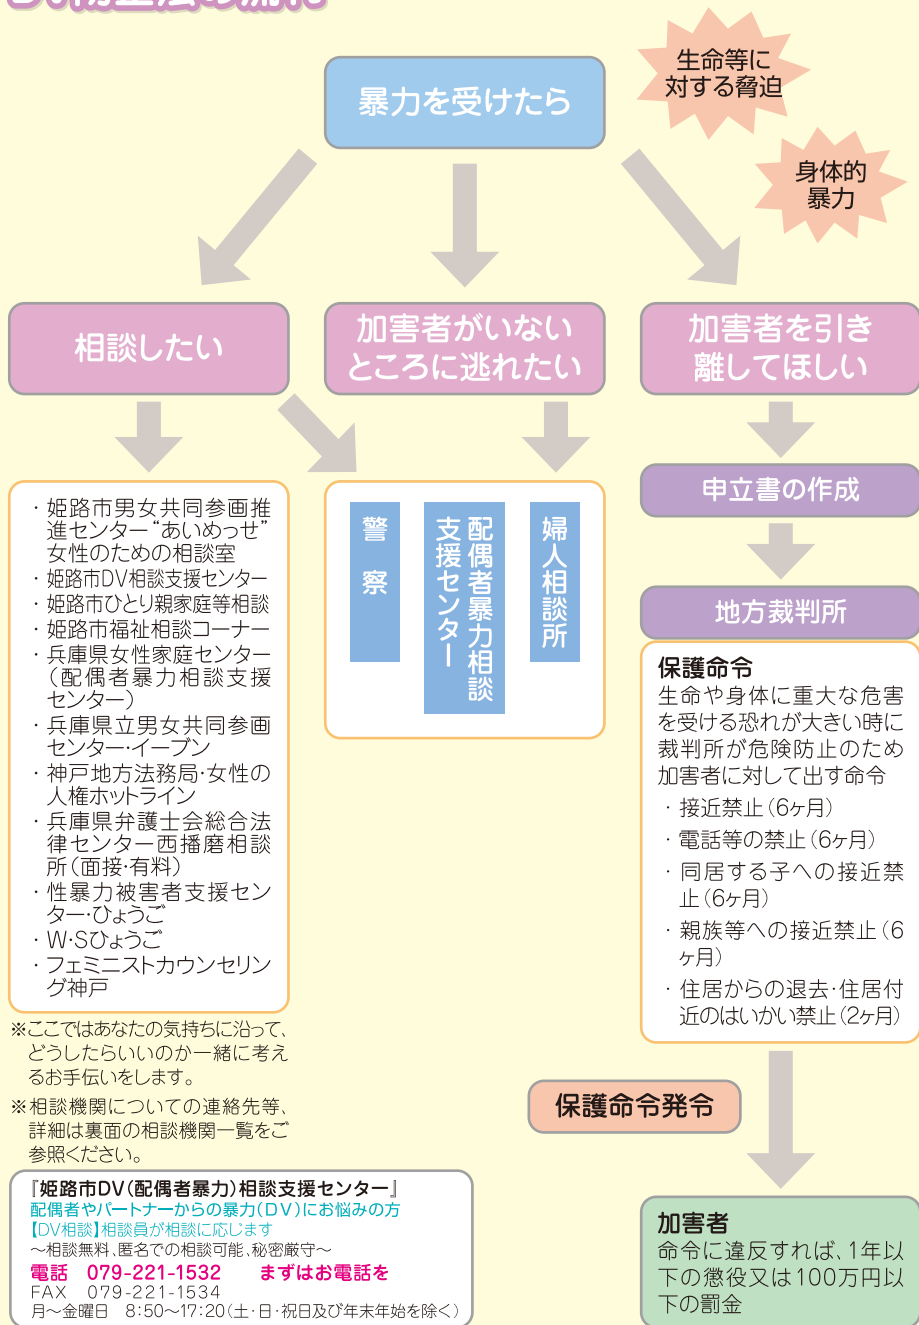 暴力を受けたら
生命等に
対する脅迫
身体的
暴力
相談したい
加害者がいない
ところに逃れたい
加害者を引き
離してほしい
・姫路市男女共同参画推
進センター“あいめっせ”
女性のための相談室
・姫路市DV相談支援センター
・姫路市ひとり親家庭等相談
・姫路市福祉相談コーナー
・兵庫県女性家庭センター
(配偶者暴力相談支援
センター)
・兵庫県立男女共同参画
センター・イーブン
・神戸地方法務局・女性の
人権ホットライン
・兵庫県弁護士会総合法
律センター西播磨相談
所(面接・有料)
・性暴力被害者支援セン
ター・ひょうご
・W・Sひょうご
・フェミニストカウンセリン
グ神戸
※ここではあなたの気持ちに沿って、
どうしたらいいのか一緒に考え
るお手伝いをします。
※相談機関についての連絡先等、
詳細は裏面の相談機関一覧をご
参照ください。
警察
配偶者暴力相談
支援センター
婦人相談所
申立書の作成
地方裁判所
保護命令
生命や身体に重大な危害
を受ける恐れが大きい時に
裁判所が危険防止のため
加害者に対して出す命令
・接近禁止(6ヶ月)
・電話等の禁止(6ヶ月)
・同居する子への接近禁
止(6ヶ月)
・親族等への接近禁止(6
ヶ月)
・住居からの退去・住居付
近のはいかい禁止(2ヶ月)
保護命令発令
加害者
命令に違反すれば、1年以
下の懲役又は100万円以
下の罰金
『姫路市DV(配偶者暴力)相談支援センター』
配偶者やパートナーからの暴力(DV)にお悩みの方
【DV相談】相談員が相談に応じます
～相談無料、匿名での相談可能、秘密厳守～
電話 079-221-1532 まずはお電話を
FAX 079-221-1534
月～金曜日 8:50～17:20(土・日・祝日及び年末年始を除く)